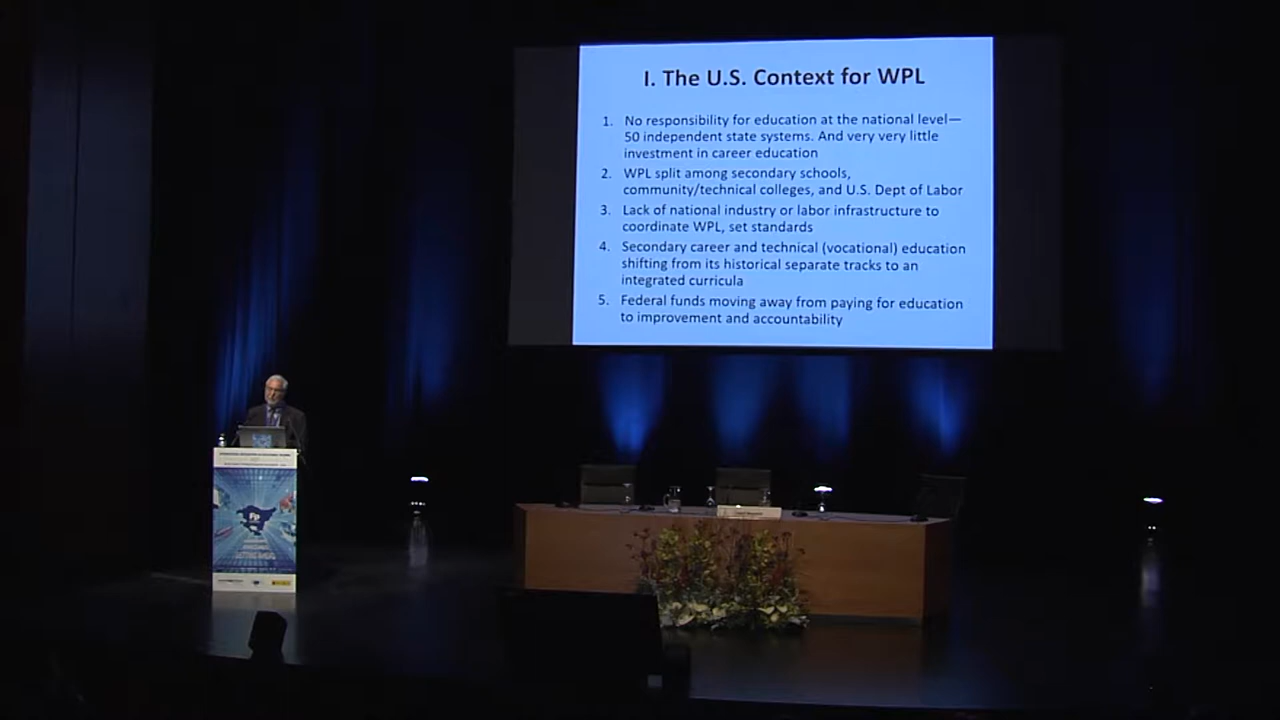 I. The U.S. Context for WPL
1. No responsibility for education at the national level—
50 independent state systems. And very very little
investment in career education
2. WPL split among secondary schools,
community/technical colleges, and U.S. Dept of Labor
3. Lack of national industry or labor infrastructure to
coordinate WPL, set standards
4. Secondary career and technical (vocational) education
shifting from its historical separate tracks to an
integrated curricula
5. Federal funds moving away from paying for education
to improvement and accountability